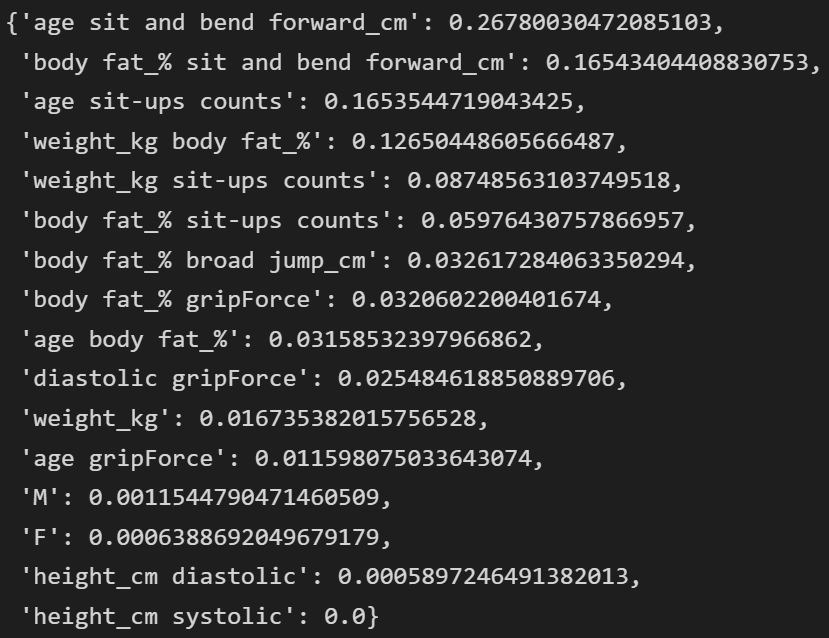 {'age sit and bend forward_cm': 0.26780030472085103,
'body fat_% sit and bend forward_cm': 0.16543404408830753,
'age sit-ups counts': 0.1653544719043425,
'weight_kg body fat_%': 0.12650448605666487,
'weight_kg sit-ups counts': 0.08748563103749518,
'body fat_% sit-ups counts': 0.05976430757866957,
'body fat_% broad jump_cm': 0.032617284063350294,
'body fat_% gripForce': 0.0320602200401674,
'age body fat_%': 0.03158532397966862,
'diastolic gripForce': 0.025484618850889706,
'weight_kg': 0.016735382015756528,
'age gripForce': 0.011598075033643074,
'M': 0.0011544790471460509,
'F': 0.0006388692049679179,
'height_cm diastolic': 0.0005897246491382013,
'height_cm systolic': 0.0}